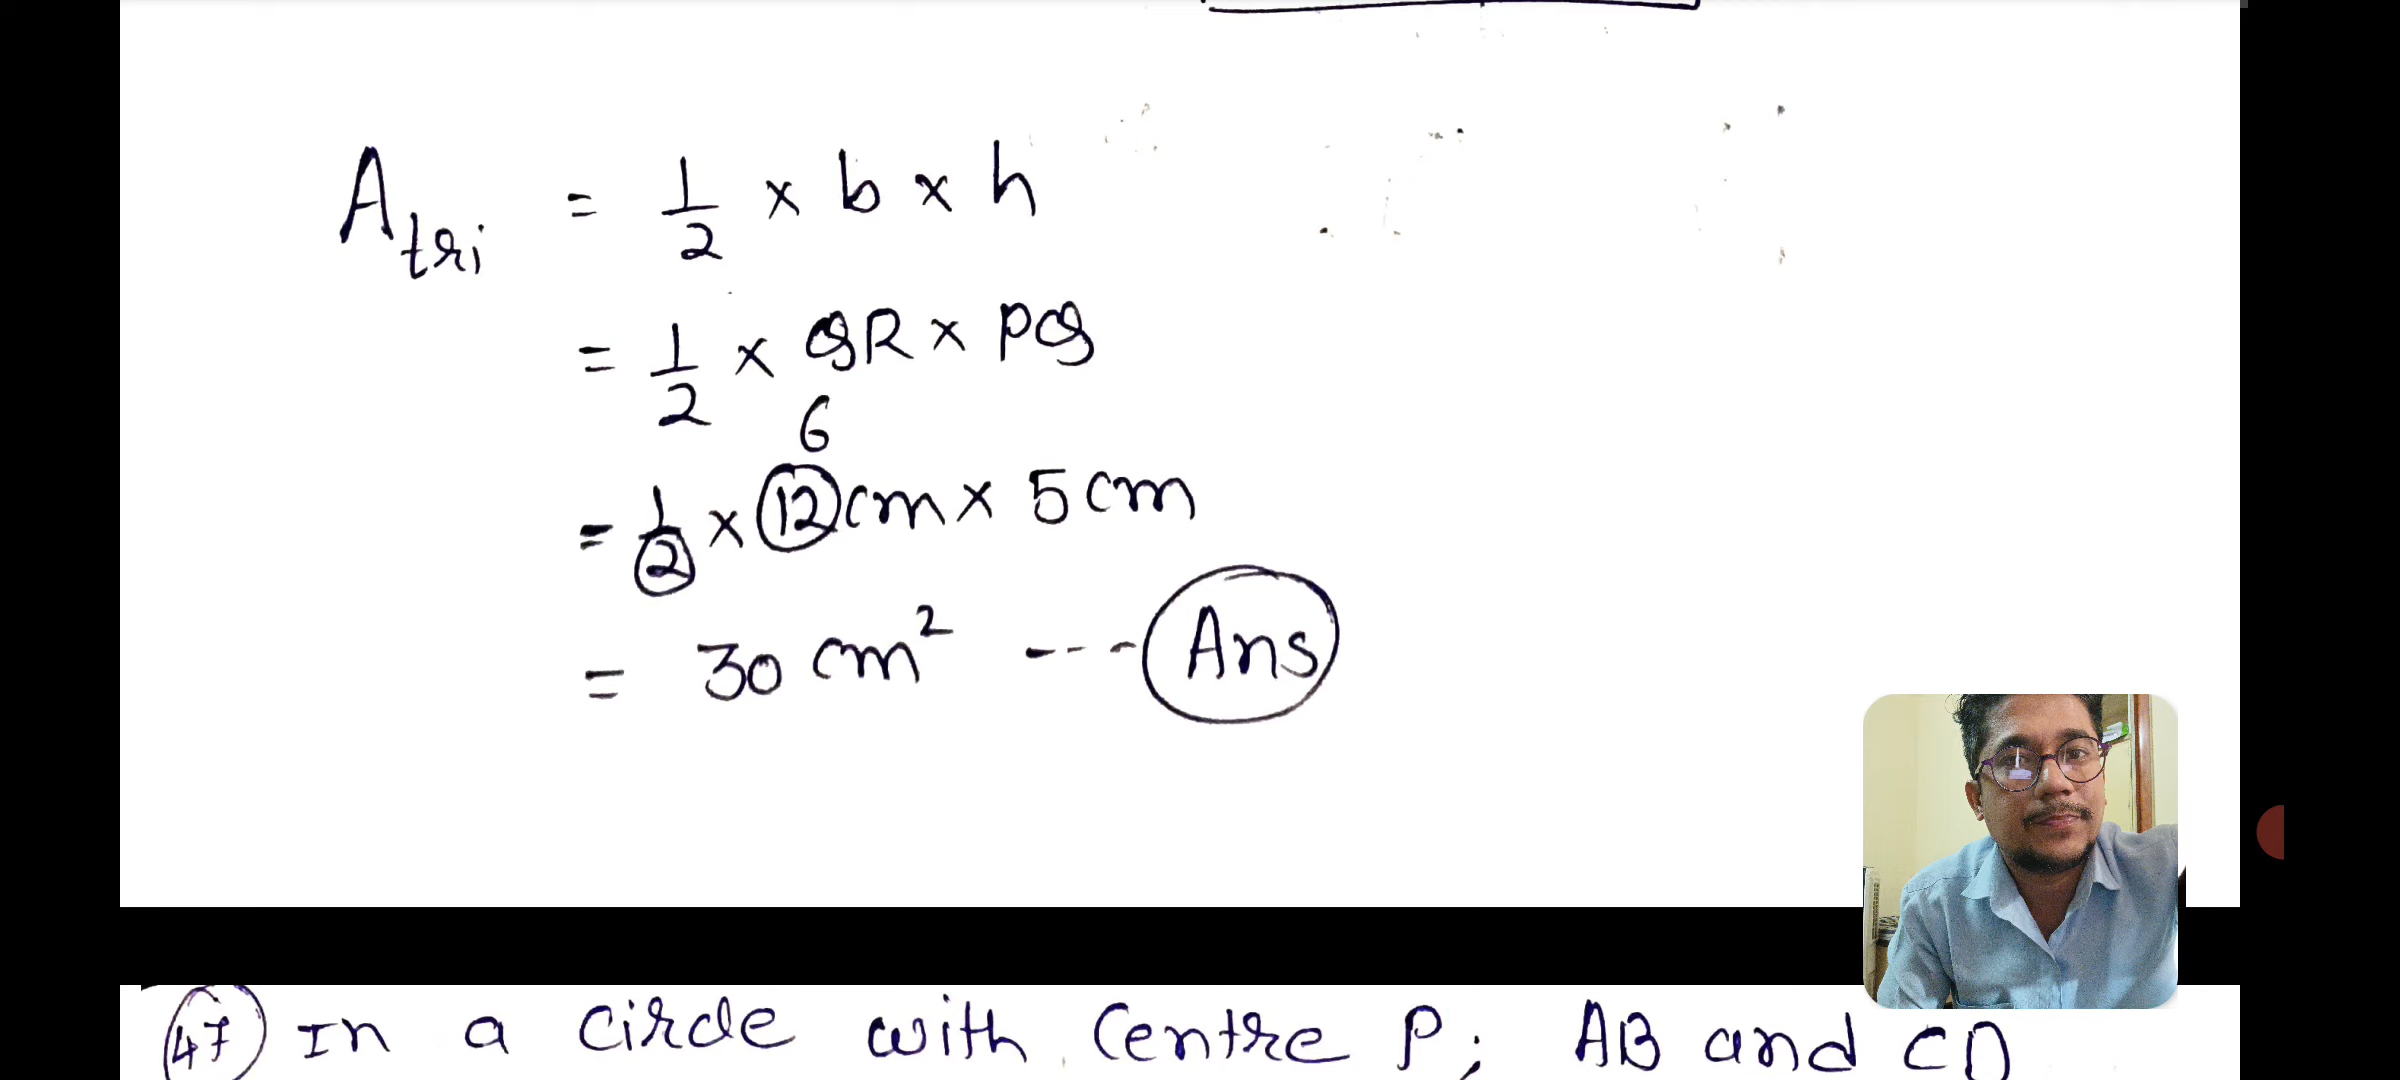 A tri = 1/2 × b × h
= 1/2 × QR × PQ
6
= 1/2 × 12 cm × 5 cm
= 30 cm² --- Ans
47 In a circle with centre P; AB and CD